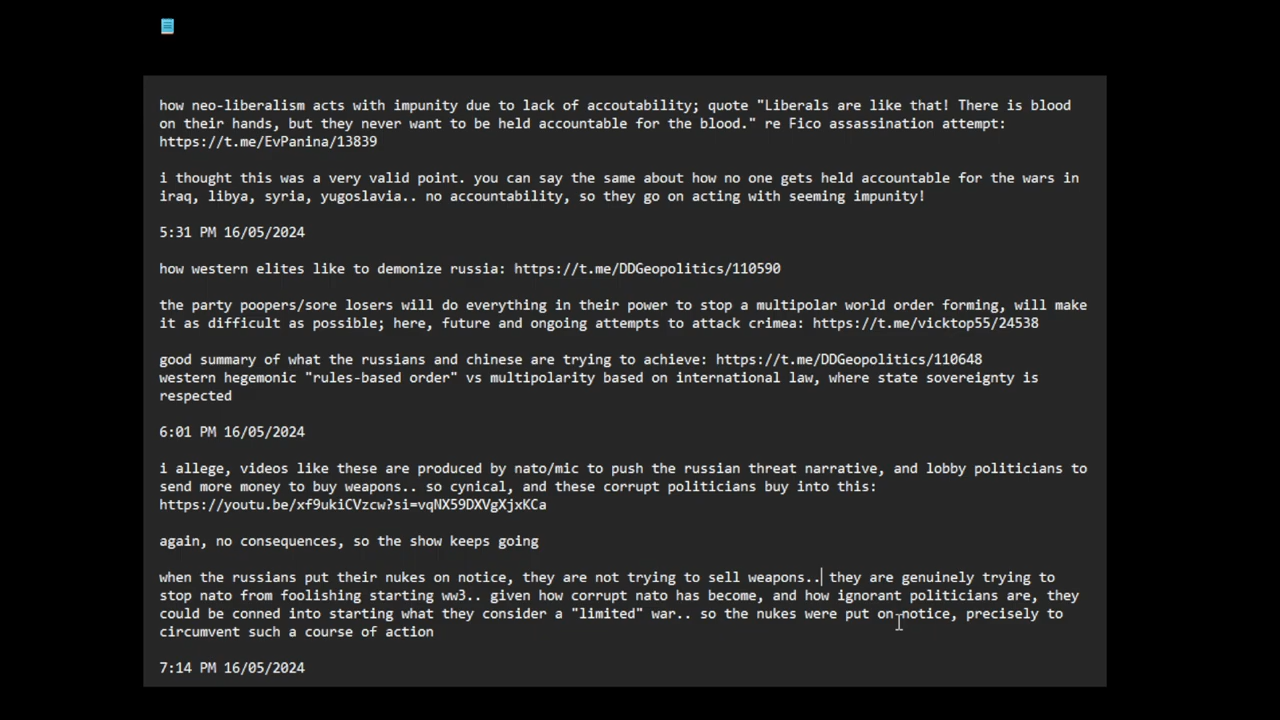 how neo-liberalism acts with impunity due to lack of accoutability; quote "Liberals are like that! There is blood
on their hands, but they never want to be held accountable for the blood." re Fico assassination attempt:
https://t.me/EvPanina/13839
i thought this was a very valid point. you can say the same about how no one gets held accountable for the wars in
iraq, libya, syria, yugoslavia.. no accountability, so they go on acting with seeming impunity!
5:31 PM 16/05/2024
how western elites like to demonize russia: https://t.me/DDGeopolitics/110590
the party poopers/sore losers will do everything in their power to stop a multipolar world order forming, will make
it as difficult as possible; here, future and ongoing attempts to attack crimea: https://t.me/vicktop55/24538
good summary of what the russians and chinese are trying to achieve: https://t.me/DDGeopolitics/110648
western hegemonic "rules-based order" vs multipolarity based on international law, where state sovereignty is
respected
6:01 PM 16/05/2024
i allege, videos like these are produced by nato/mic to push the russian threat narrative, and lobby politicians to
send more money to buy weapons.. so cynical, and these corrupt politicians buy into this:
https://youtu.be/xf9ukiCVzcw?si=vqNX59DXVgXjxKCa
again, no consequences, so the show keeps going
when the russians put their nukes on notice, they are not trying to sell weapons.. they are genuinely trying to
stop nato from foolishing starting ww3.. given how corrupt nato has become, and how ignorant politicians are, they
could be conned into starting what they consider a "limited" war.. so the nukes were put on notice, precisely to
circumvent such a course of action
7:14 PM 16/05/2024